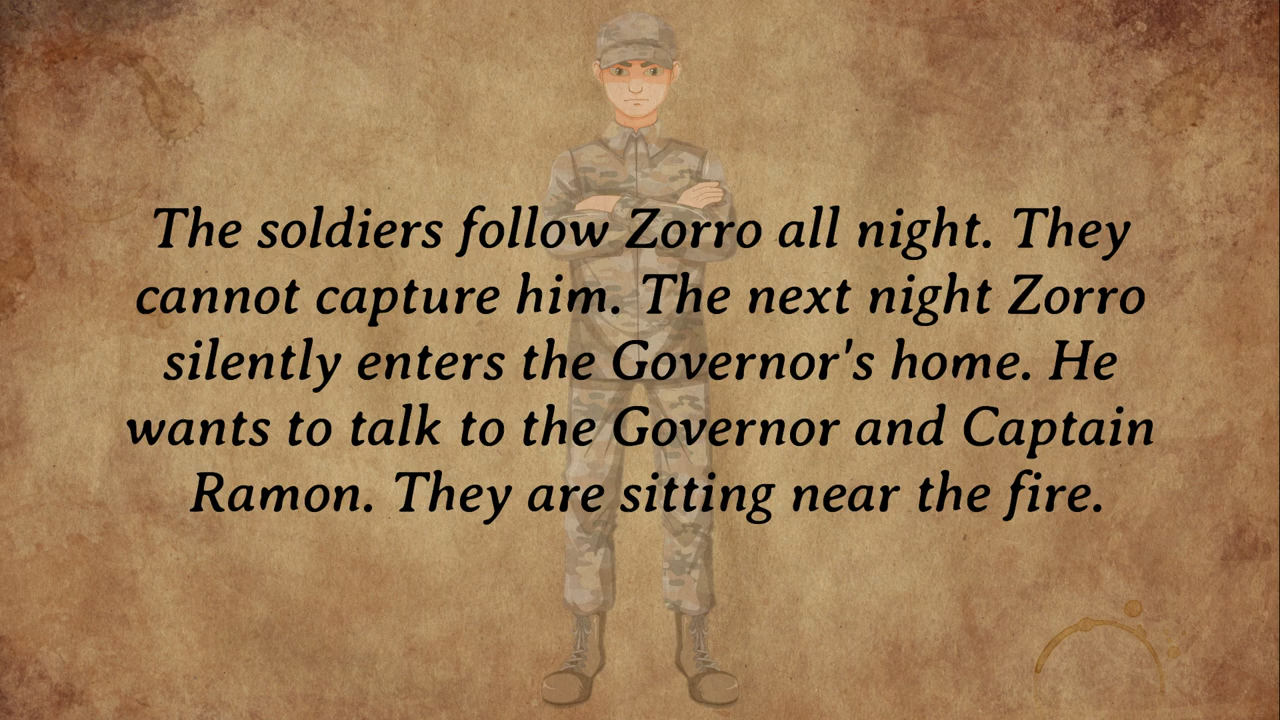 The soldiers follow Zorro all night. They
cannot capture him. The next night Zorro
silently enters the Governor's home. He
wants to talk to the Governor and Captain
Ramon. They are sitting near the fire.